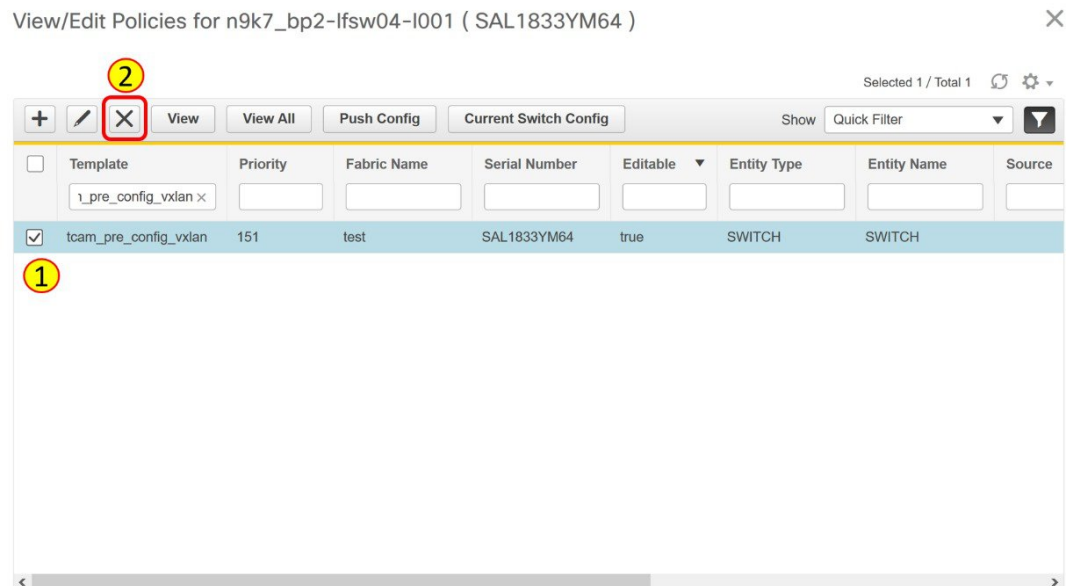 View/Edit Policies for n9k7_bp2-lfsw04-l001 ( SAL1833YM64 )
2
Selected 1 / Total 1
View View All Push Config Current Switch Config Show Quick Filter
Template Priority Fabric Name Serial Number Editable Entity Type Entity Name Source
_pre_config_vxlan
tcam_pre_config_vxlan 151 test SAL1833YM64 true SWITCH SWITCH
1